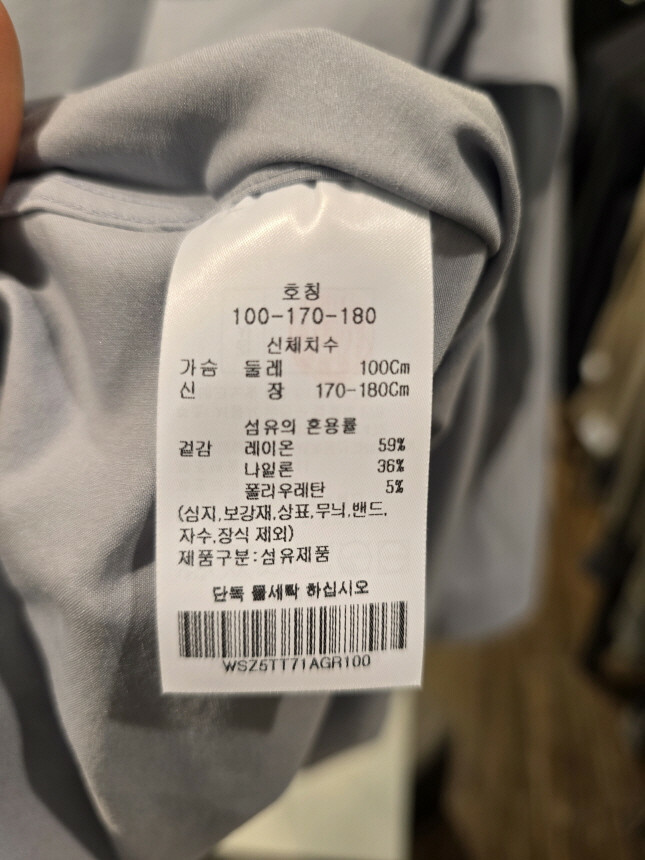 호칭
100-170-180
신체치수
가슴 둘레 100Cm
신 장 170-180Cm
섬유의 혼용률
겉감 레이온 59%
나일론 36%
폴리우레탄 5%
(심지,보강재,상표,무늬,밴드,
자수,장식 제외)
제품구분:섬유제품
단독 물세탁 하십시오
WSZ5TT71AGR100